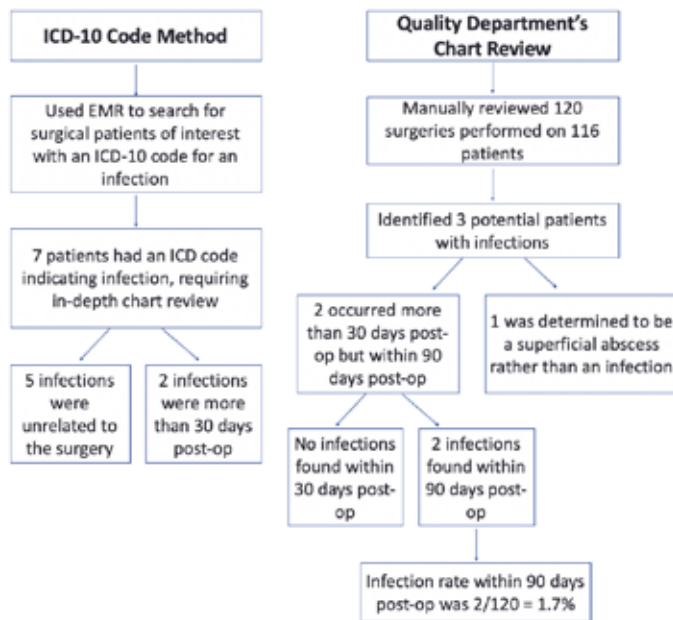 ICD-10 Code Method
Used EMR to search for
surgical patients of interest
with an ICD-10 code for an
infection
7 patients had an ICD code
indicating infection, requiring
in-depth chart review
5 infections
were
unrelated to
the surgery
2 infections
were more
than 30 days
post-op
Quality Department's
Chart Review
Manually reviewed 120
surgeries performed on 116
patients
Identified 3 potential patients
with infections
2 occurred more
than 30 days post-
op but within 90
days post-op
1 was determined to be
a superficial abscess
rather than an infection
No infections
found within
30 days post-
op
2 infections
found within
90 days post-
op
Infection rate within 90 days
post-op was 2/120 = 1.7%